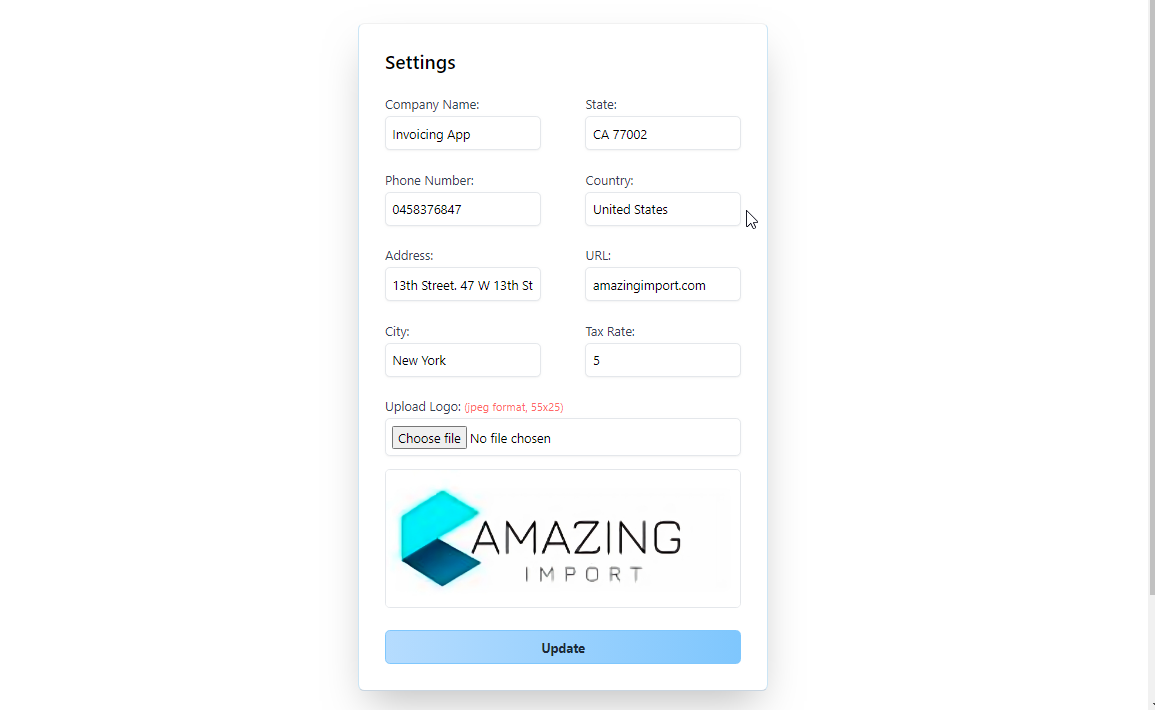 Settings
Company Name:
State:
Invoicing App
CA 77002
Phone Number:
Country:
0458376847
United States
Address:
URL:
13th Street. 47 W 13th St
amazingimport.com
City:
Tax Rate:
New York
5
Upload Logo: (jpeg format, 55x25)
Choose file No file chosen
AMAZING
IMPORT
Update